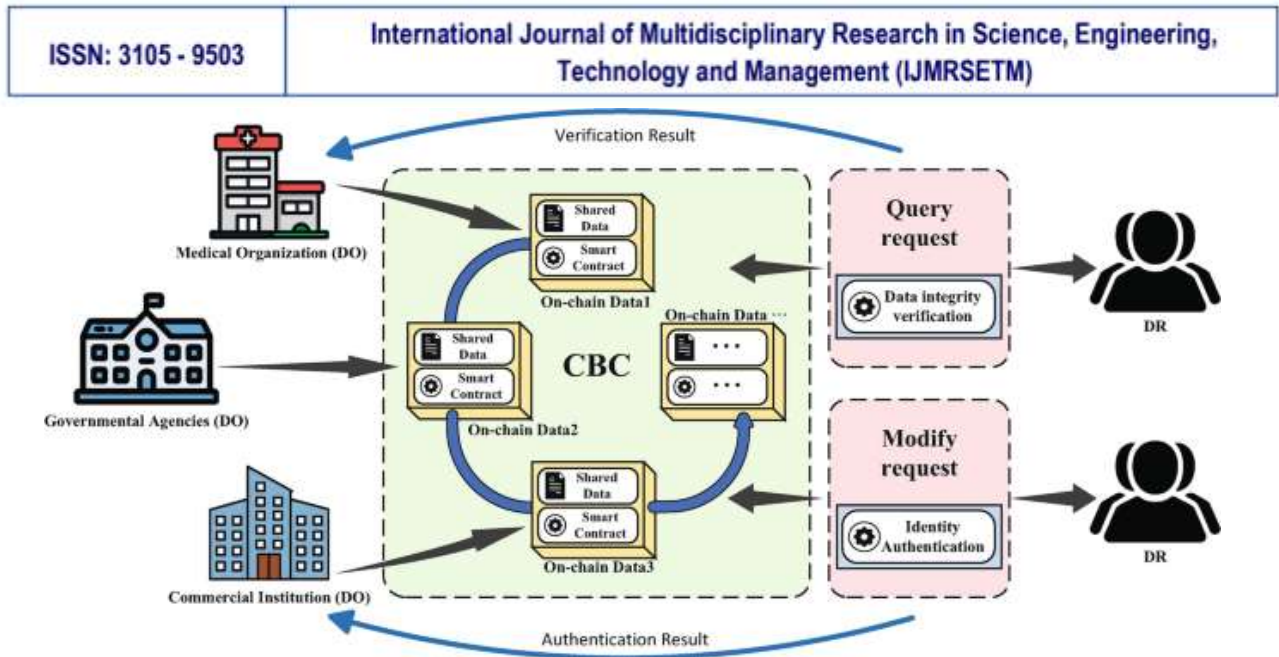 ISSN: 3105 - 9503
International Journal of Multidisciplinary Research in Science, Engineering,
Technology and Management (IJMRSETM)
Verification Result
Medical Organization (DO)
Shared
Data
Smart
Contract
On-chain Data1
Query
request
Data integrity
verification
DR
Governmental Agencies (DO)
Shared
Data
Smart
Contract
On-chain Data2
CBC
On-chain Data ...
...
...
Commercial Institution (DO)
Shared
Data
Smart
Contract
On-chain Data3
Modify
request
Identity
Authentication
DR
Authentication Result